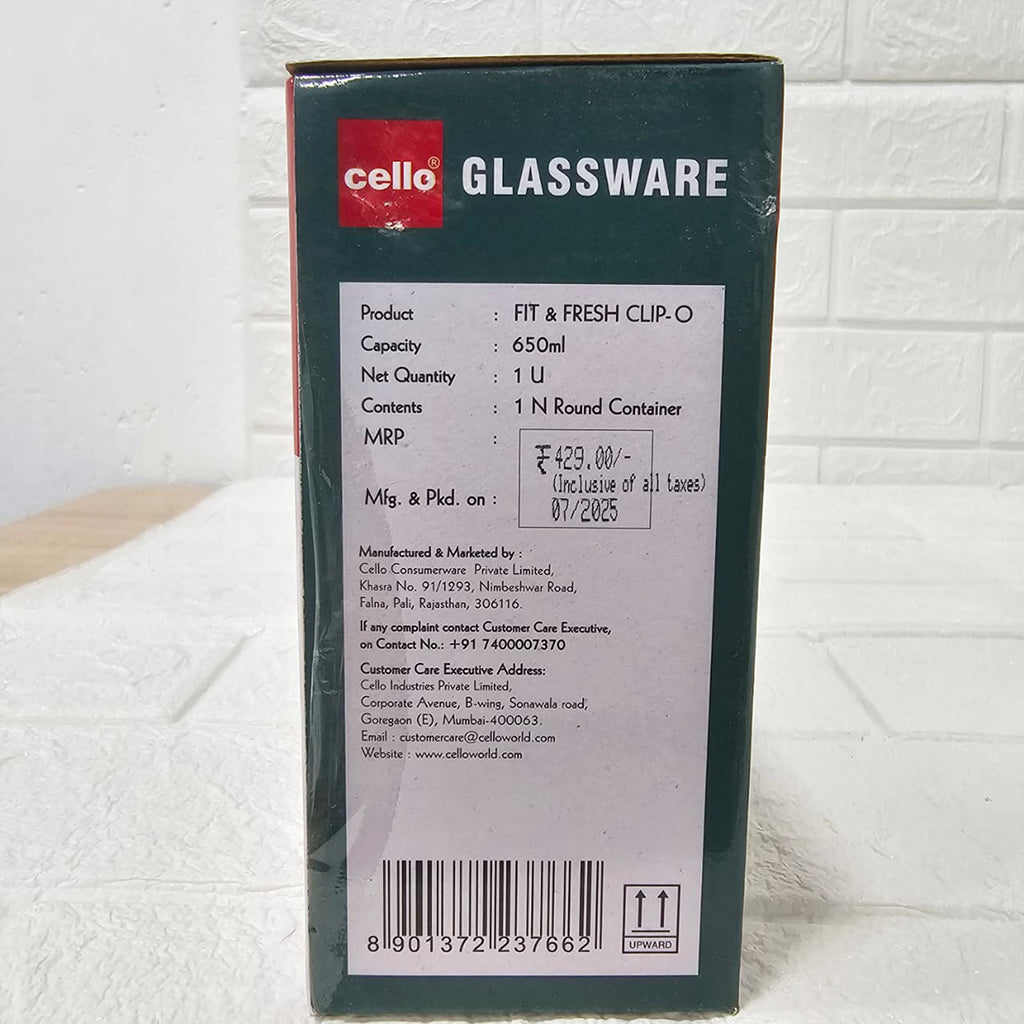 cello® GLASSWARE
Product : FIT & FRESH CLIP-O
Capacity : 650ml
Net Quantity : 1 U
Contents : 1 N Round Container
MRP : ₹429.00/-
(Inclusive of all taxes)
Mfg. & Pkd. on : 07/2025
Manufactured & Marketed by :
Cello Consumerware Private Limited,
Khasra No. 91/1293, Nimbeshwar Road,
Falna, Pali, Rajasthan, 306116.
If any complaint contact Customer Care Executive,
on Contact No.: +91 7400007370
Customer Care Executive Address:
Cello Industries Private Limited,
Corporate Avenue, B-wing, Sonawala road,
Goregaon (E), Mumbai-400063.
Email : customercare@celloworld.com
Website : www.celloworld.com
8 901372 237662
UPWARD